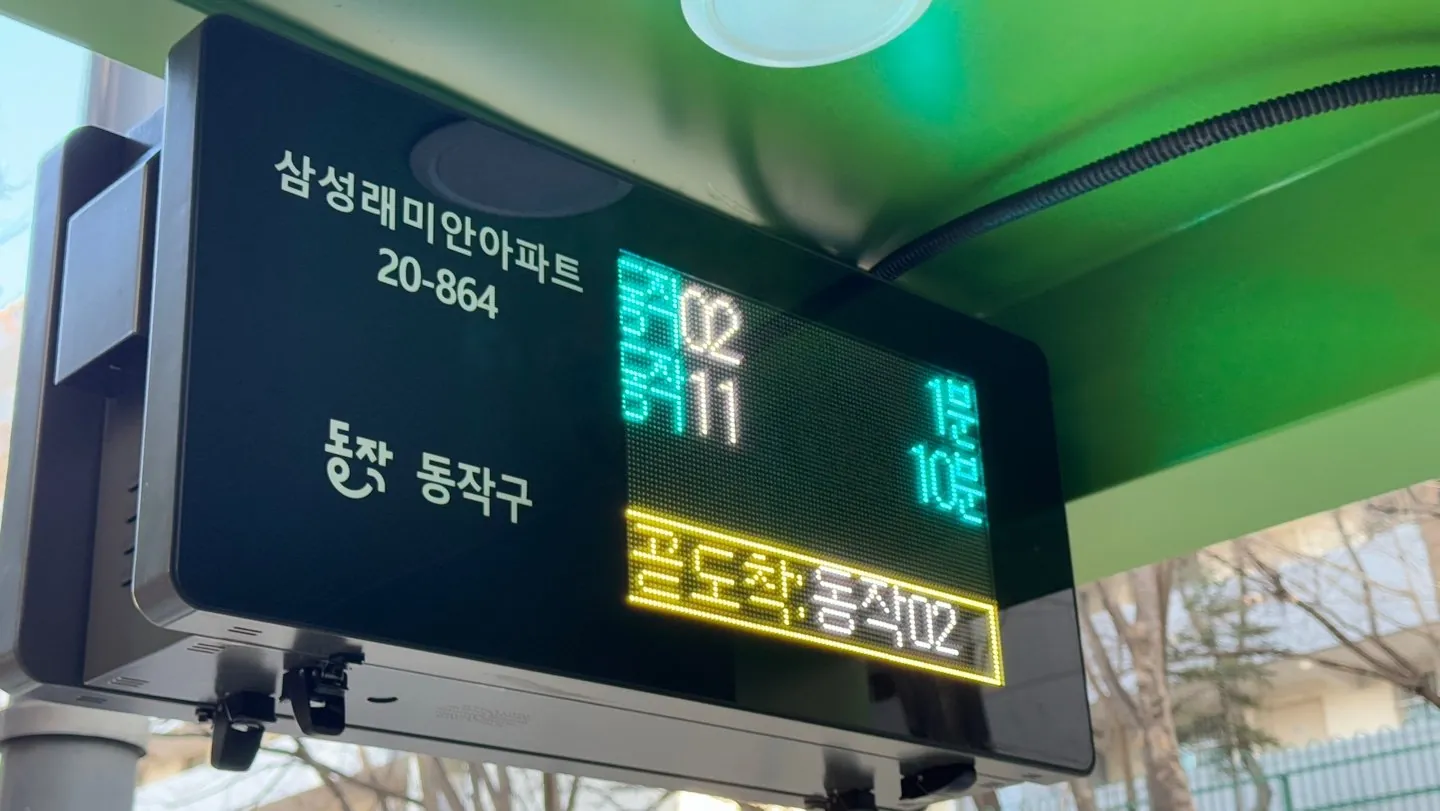 삼성래미안아파트
20-864
동작 동작구
동작02 1분
동작11 10분
곧도착:동작02